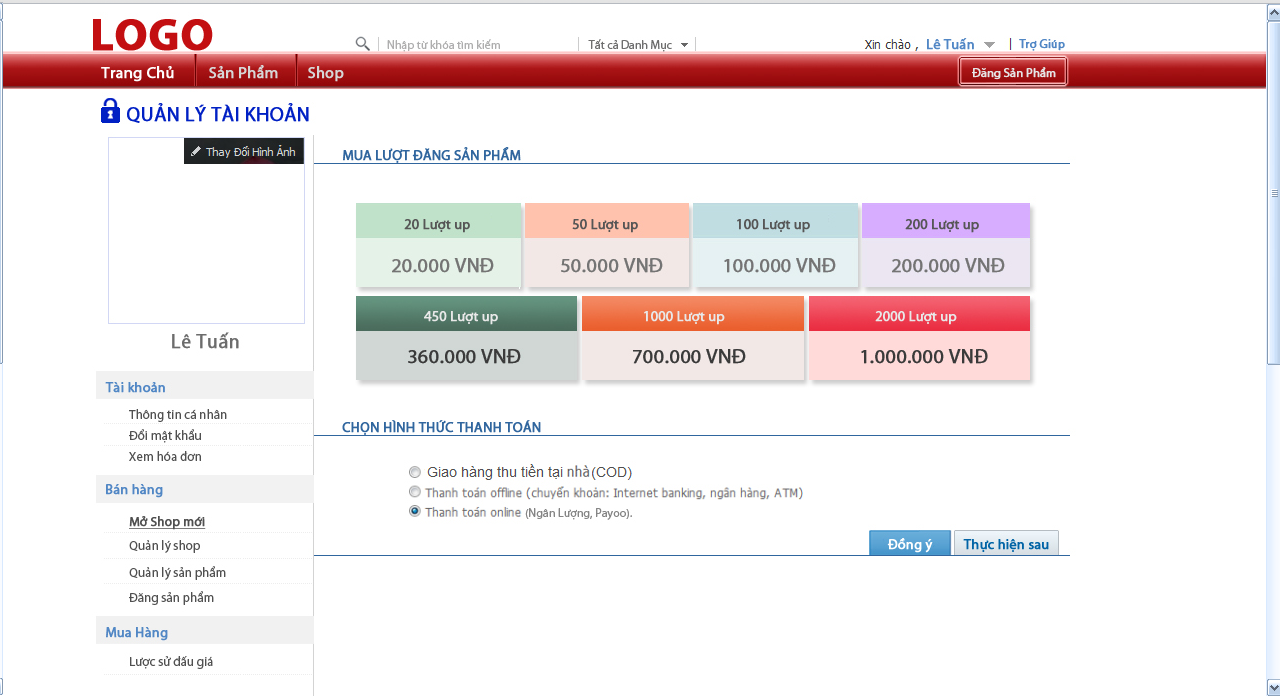 LOGO
Nhập từ khóa tìm kiếm
Tất cả Danh Mục
Xin chào , Lê Tuấn | Trợ Giúp
Trang Chủ Sản Phẩm Shop
Đăng Sản Phẩm
QUẢN LÝ TÀI KHOẢN
Thay Đổi Hình Ảnh
Lê Tuấn
Tài khoản
Thông tin cá nhân
Đổi mật khẩu
Xem hóa đơn
Bán hàng
Mở Shop mới
Quản lý shop
Quản lý sản phẩm
Đăng sản phẩm
Mua Hàng
Lược sử đấu giá
MUA LƯỢT ĐĂNG SẢN PHẨM
20 Lượt up
20.000 VNĐ
50 Lượt up
50.000 VNĐ
100 Lượt up
100.000 VNĐ
200 Lượt up
200.000 VNĐ
450 Lượt up
360.000 VNĐ
1000 Lượt up
700.000 VNĐ
2000 Lượt up
1.000.000 VNĐ
CHỌN HÌNH THỨC THANH TOÁN
Giao hàng thu tiền tại nhà(COD)
Thanh toán offline (chuyển khoản: Internet banking, ngân hàng, ATM)
Thanh toán online (Ngân Lượng, Payoo).
Đồng ý
Thực hiện sau